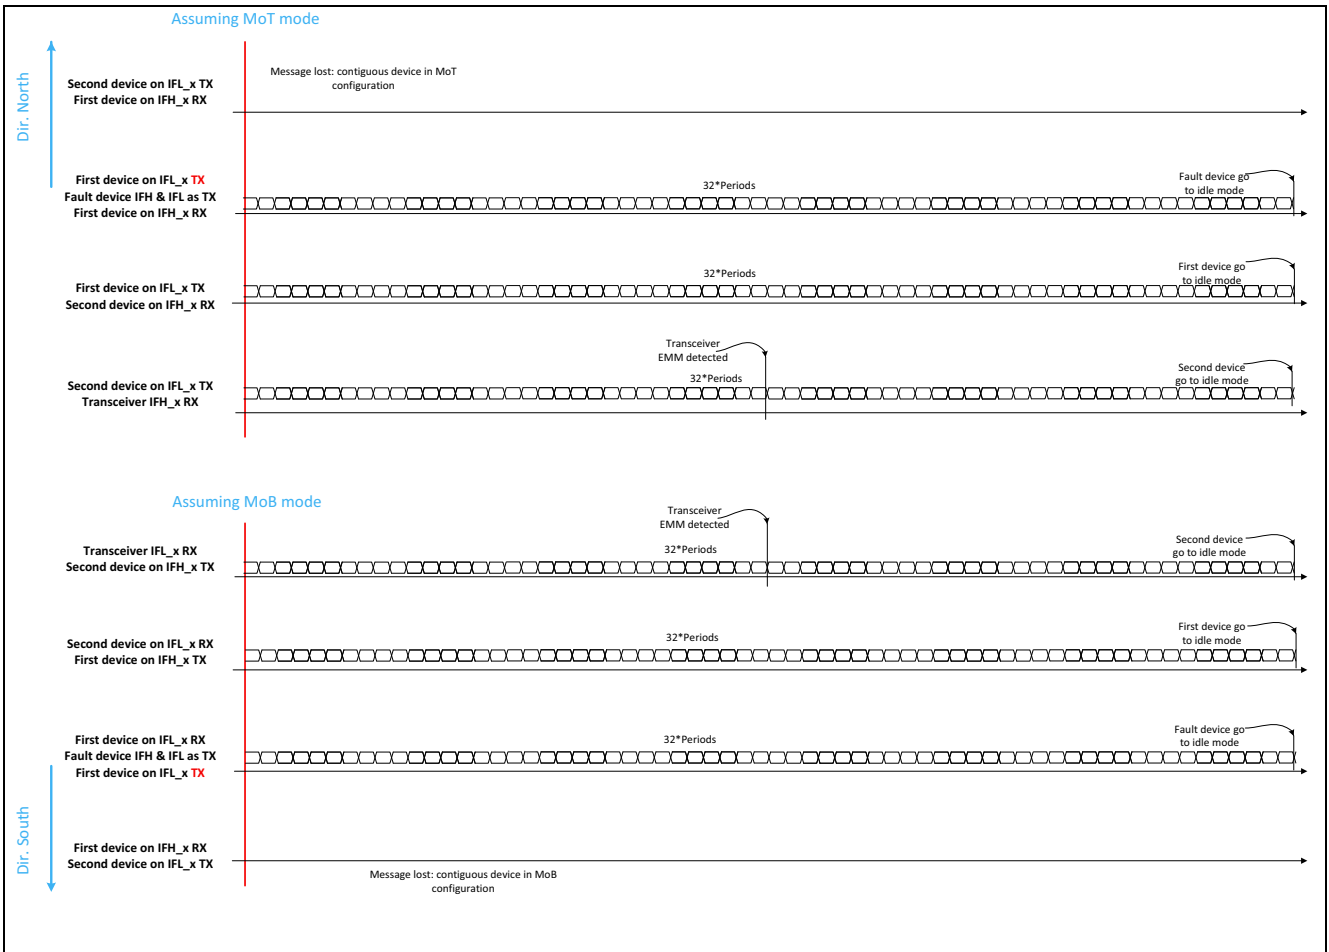 Assuming MoT mode
Dir. North
Second device on IFL_x TX
First device on IFH_x RX
Message lost: contiguous device in MoT
configuration
First device on IFL_x TX
Fault device IFH & IFL as TX
First device on IFH_x RX
32*Periods
Fault device go
to idle mode
First device on IFL_x TX
Second device on IFH_x RX
32*Periods
First device go
to idle mode
Transceiver
EMM detected
Second device on IFL_x TX
Transceiver IFH_x RX
32*Periods
Second device
go to idle mode
Assuming MoB mode
Transceiver
EMM detected
Transceiver IFL_x RX
Second device on IFH_x TX
32*Periods
Second device
go to idle mode
Second device on IFL_x RX
First device on IFH_x TX
32*Periods
First device go
to idle mode
First device on IFL_x RX
Fault device IFH & IFL as TX
First device on IFL_x TX
32*Periods
Fault device go
to idle mode
Dir. South
First device on IFH_x RX
Second device on IFL_x TX
Message lost: contiguous device in MoB
configuration